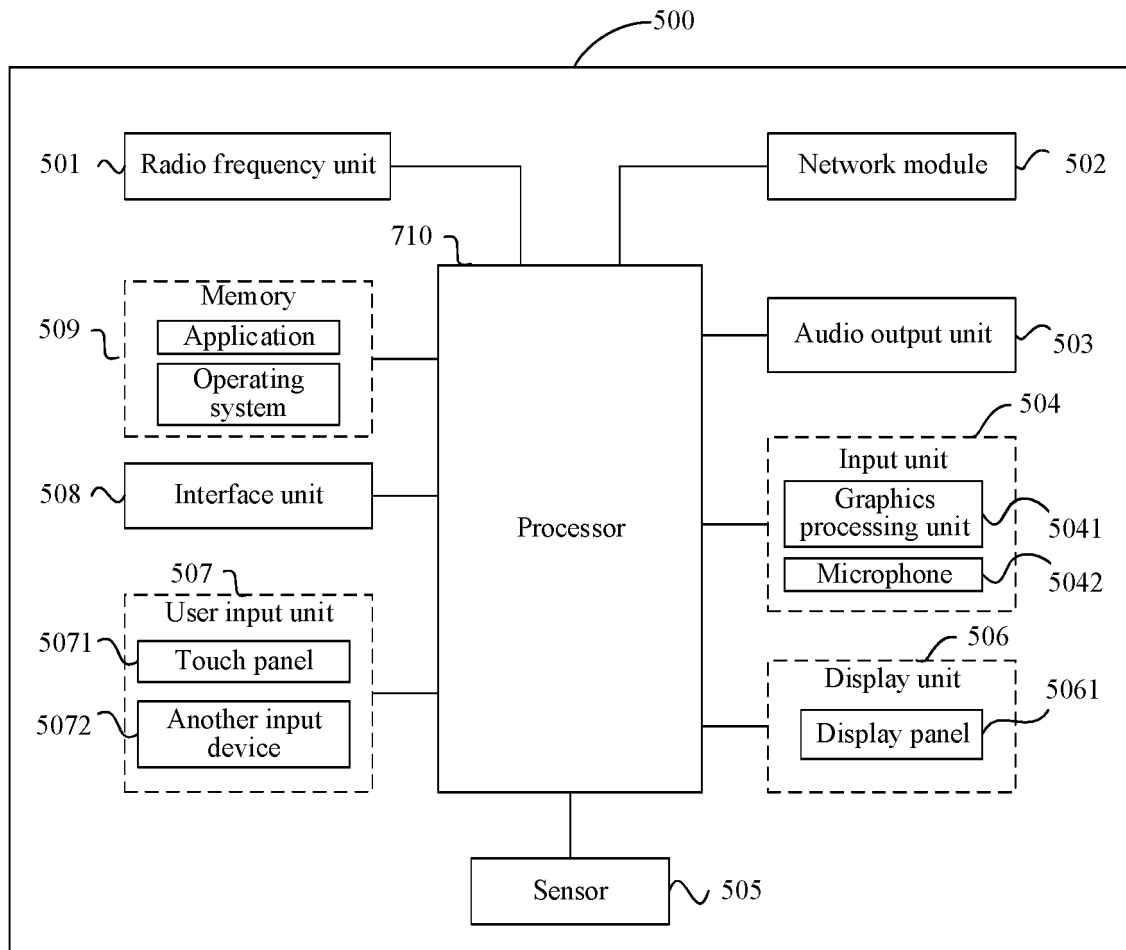 500
501
Radio frequency unit
Network module
502
710
Memory
509
Application
Operating
system
Audio output unit
503
504
Input unit
Graphics
processing unit
5041
Microphone
5042
508
Interface unit
Processor
507
User input unit
5071
Touch panel
5072
Another input
device
506
Display unit
5061
Display panel
Sensor
505